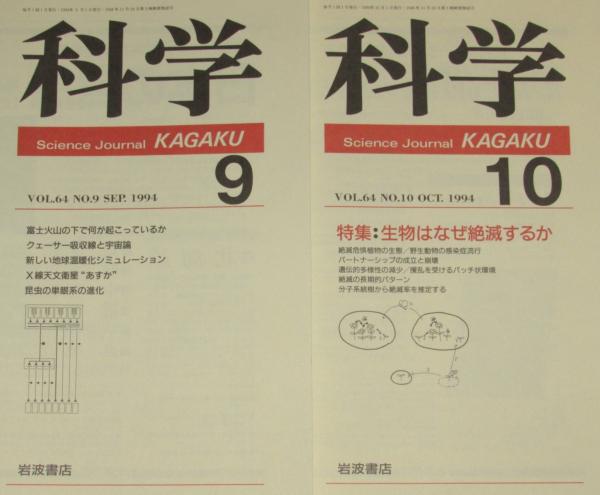 科学
Science Journal KAGAKU
9
VOL.64 NO.9 SEP. 1994
富士火山の下で何が起こっているか
クェーサー吸収線と宇宙論
新しい地球温暖化シミュレーション
X線天文衛星“あすか”
昆虫の単眼系の進化
岩波書店
科学
Science Journal KAGAKU
10
VOL.64 NO.10 OCT. 1994
特集:生物はなぜ絶滅するか
絶滅危惧植物の生態/野生動物の感染症流行
パートナーシップの成立と崩壊
遺伝的多様性の減少/攪乱を受けるパッチ状環境
絶滅の長期的パターン
分子系統樹から絶滅率を推定する
岩波書店